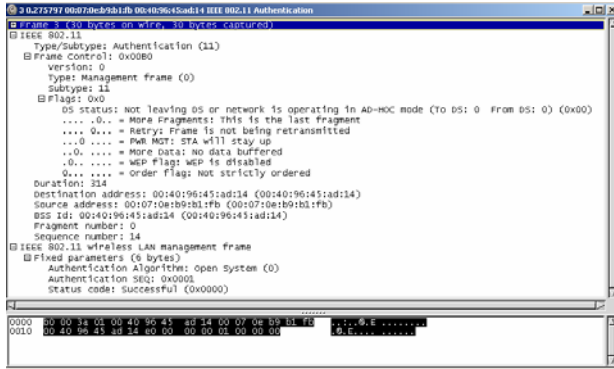 3 0.275797 00:07:0e:b9:b1:fb 00:40:96:45:ad:14 IEEE 802.11 Authentication
Frame 3 (30 bytes on wire, 30 bytes captured)
IEEE 802.11
Type/Subtype: Authentication (11)
Frame Control: 0x00B0
Version: 0
Type: Management frame (0)
Subtype: 11
Flags: 0x0
DS status: Not leaving DS or network is operating in AD-HOC mode (To DS: 0 From DS: 0) (0x00)
.... .0.. = More Fragments: This is the last fragment
.... 0... = Retry: Frame is not being retransmitted
...0 .... = PWR MGT: STA will stay up
..0. .... = More Data: No data buffered
.0.. .... = WEP flag: WEP is disabled
0... .... = Order flag: Not strictly ordered
Duration: 314
Destination address: 00:40:96:45:ad:14 (00:40:96:45:ad:14)
Source address: 00:07:0e:b9:b1:fb (00:07:0e:b9:b1:fb)
BSS Id: 00:40:96:45:ad:14 (00:40:96:45:ad:14)
Fragment number: 0
Sequence number: 14
IEEE 802.11 wireless LAN management frame
Fixed parameters (6 bytes)
Authentication Algorithm: Open System (0)
Authentication SEQ: 0x0001
Status code: Successful (0x0000)
0000 b0 00 3a 01 00 40 96 45 ad 14 00 07 0e b9 b1 fb ..:..@.E ........
0010 00 40 96 45 ad 14 e0 00 00 00 01 00 00 00 .@.E.... ......